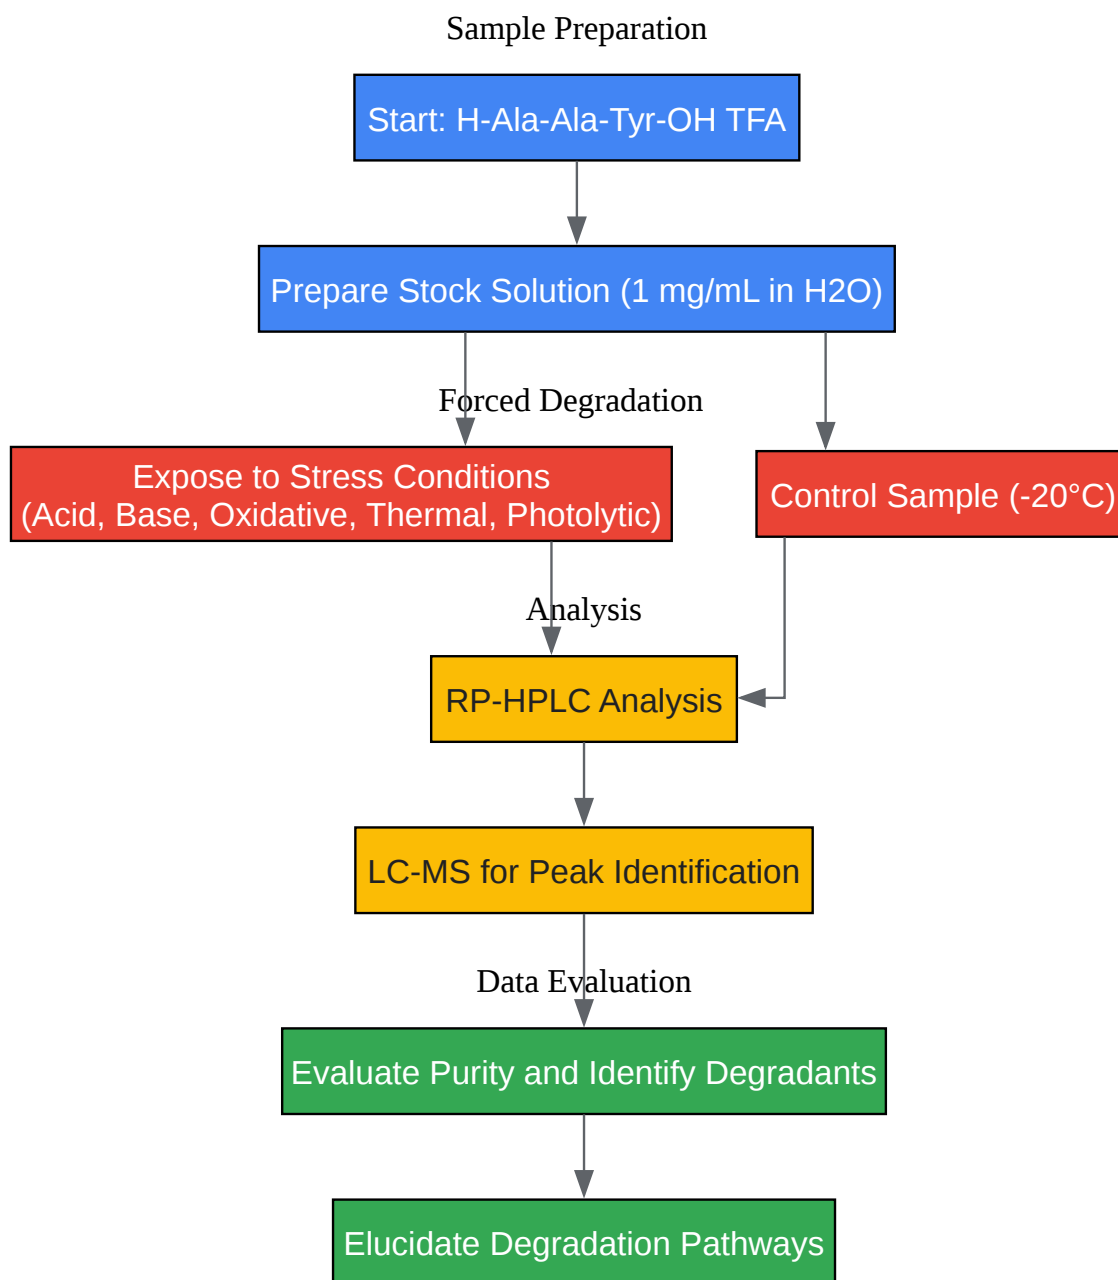 Sample Preparation
Start: H-Ala-Ala-Tyr-OH TFA
Prepare Stock Solution (1 mg/mL in H2O)
Forced Degradation
Expose to Stress Conditions
(Acid, Base, Oxidative, Thermal, Photolytic)
Control Sample (-20°C)
Analysis
RP-HPLC Analysis
LC-MS for Peak Identification
Data Evaluation
Evaluate Purity and Identify Degradants
Elucidate Degradation Pathways